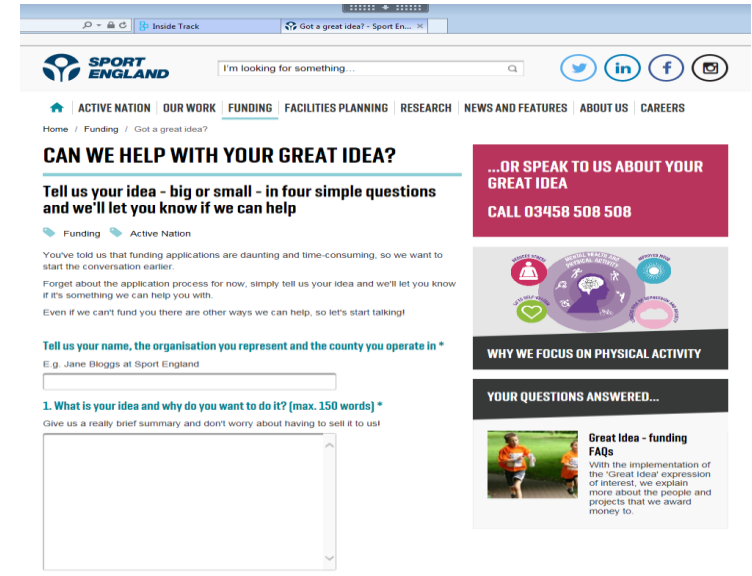 Inside Track
Got a great idea? - Sport En...
SPORT
ENGLAND
I'm looking for something...
in
f
ACTIVE NATION
OUR WORK
FUNDING
FACILITIES PLANNING
RESEARCH
NEWS AND FEATURES
ABOUT US
CAREERS
Home / Funding / Got a great idea?
CAN WE HELP WITH YOUR GREAT IDEA?
Tell us your idea - big or small - in four simple questions
and we'll let you know if we can help
Funding
Active Nation
You've told us that funding applications are daunting and time-consuming, so we want to
start the conversation earlier.
Forget about the application process for now, simply tell us your idea and we'll let you know
if it's something we can help you with.
Even if we can't fund you there are other ways we can help, so let's start talking!
Tell us your name, the organisation you represent and the county you operate in *
E.g. Jane Bloggs at Sport England
1. What is your idea and why do you want to do it? (max. 150 words) *
Give us a really brief summary and don't worry about having to sell it to us!
...OR SPEAK TO US ABOUT YOUR
GREAT IDEA
CALL 03458 508 508
MENTAL HEALTH AND
PHYSICAL ACTIVITY
REDUCES STRESS
IMPROVES MOOD
WHY WE FOCUS ON PHYSICAL ACTIVITY
YOUR QUESTIONS ANSWERED...
Great Idea - funding
FAQs
With the implementation of
the 'Great Idea' expression
of interest, we explain
more about the people and
projects that we award
money to.